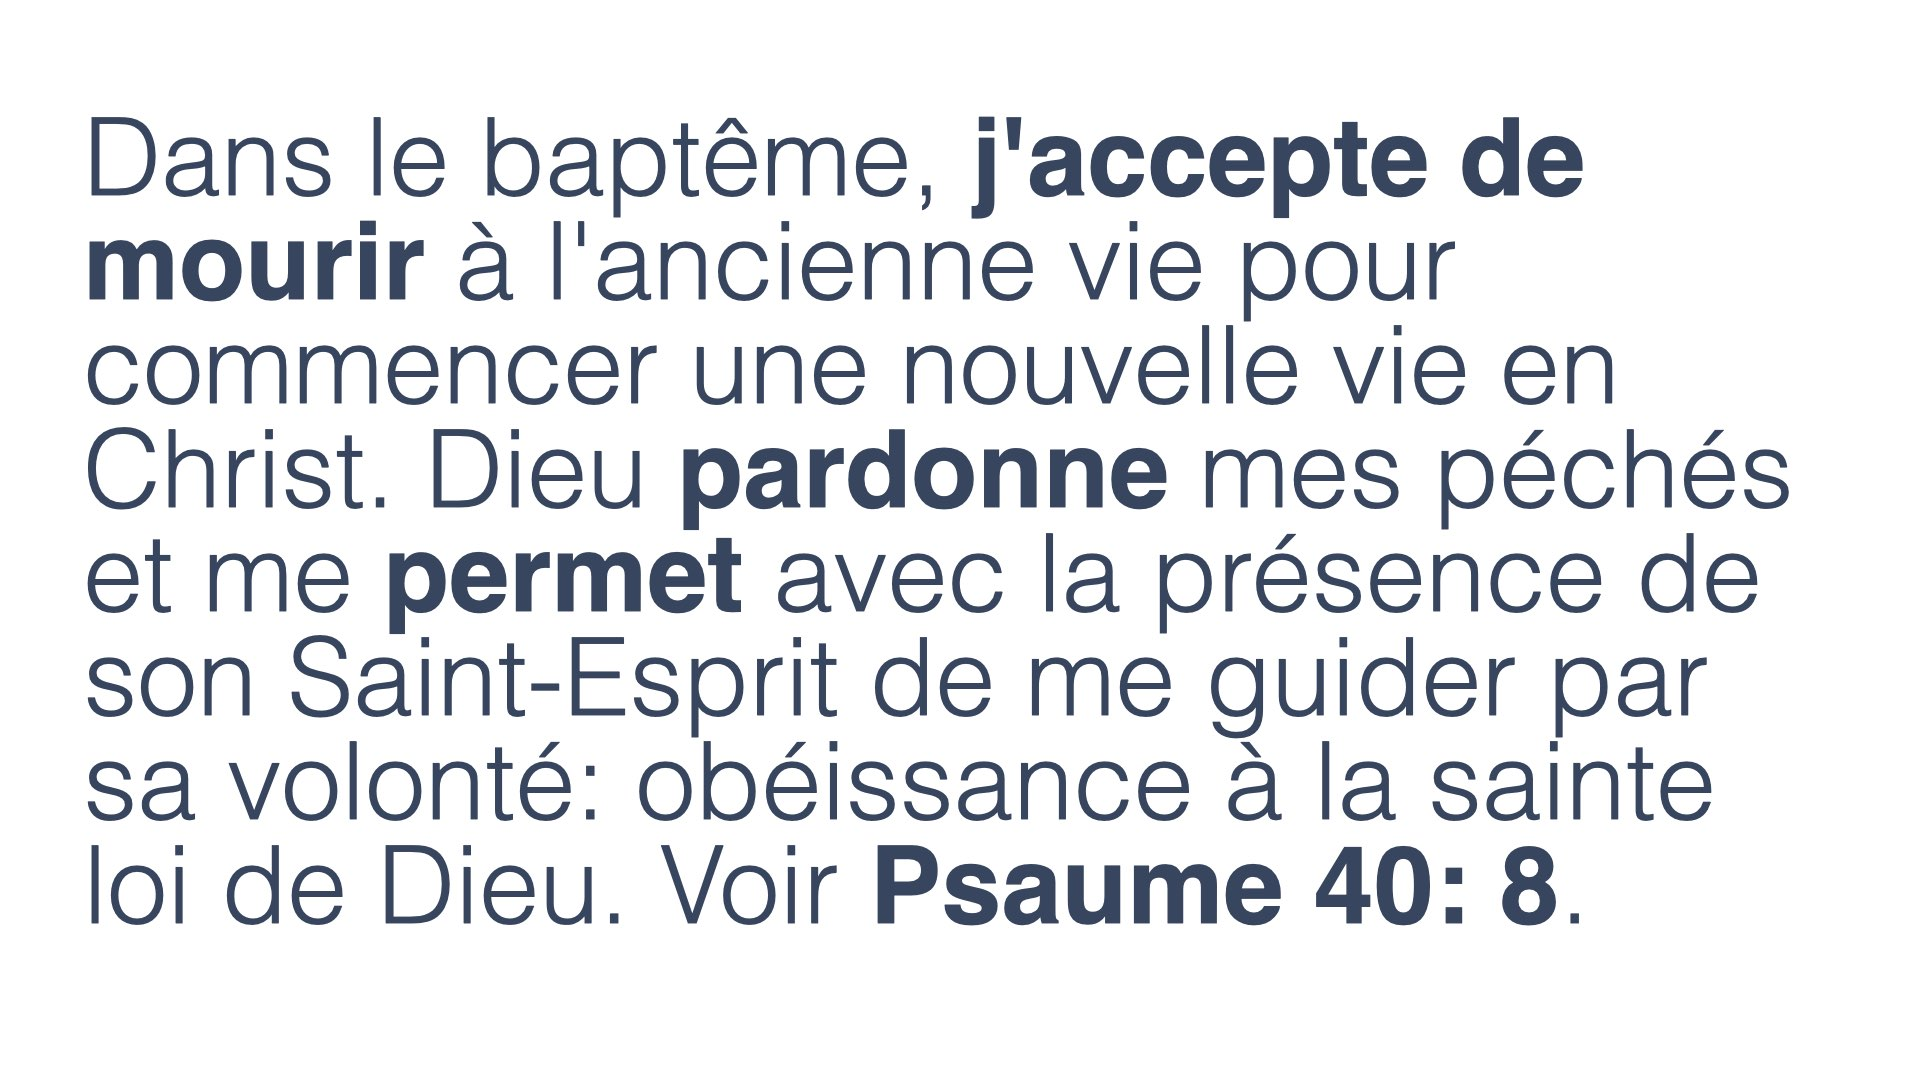 Dans le baptême, j'accepte de
mourir à l'ancienne vie pour
commencer une nouvelle vie en
Christ. Dieu pardonne mes péchés
et me permet avec la présence de
son Saint-Esprit de me guider par
sa volonté: obéissance à la sainte
loi de Dieu. Voir Psaume 40: 8.